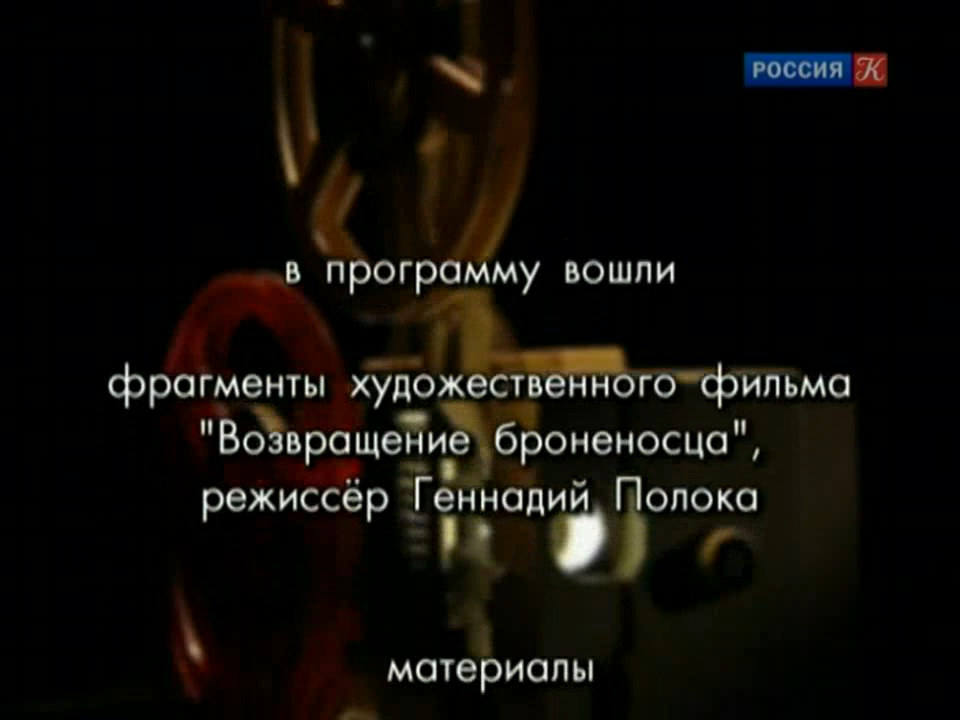 РОССИЯ К
в программу вошли
фрагменты художественного фильма
"Возвращение броненосца",
режиссёр Геннадий Полока
материалы